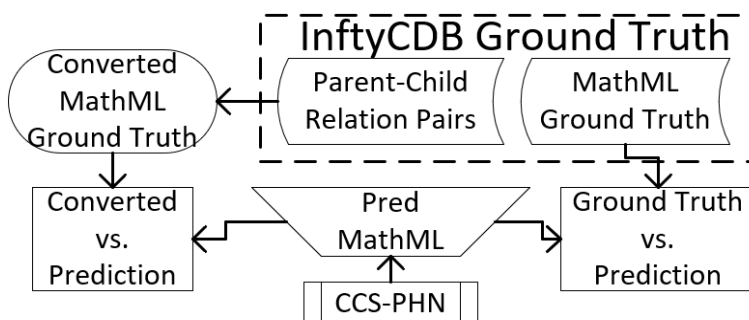 InftyCDB Ground Truth
Converted
MathML
Ground Truth
Parent-Child
Relation Pairs
MathML
Ground Truth
Converted
vs.
Prediction
Pred
MathML
Ground Truth
vs.
Prediction
CCS-PHN